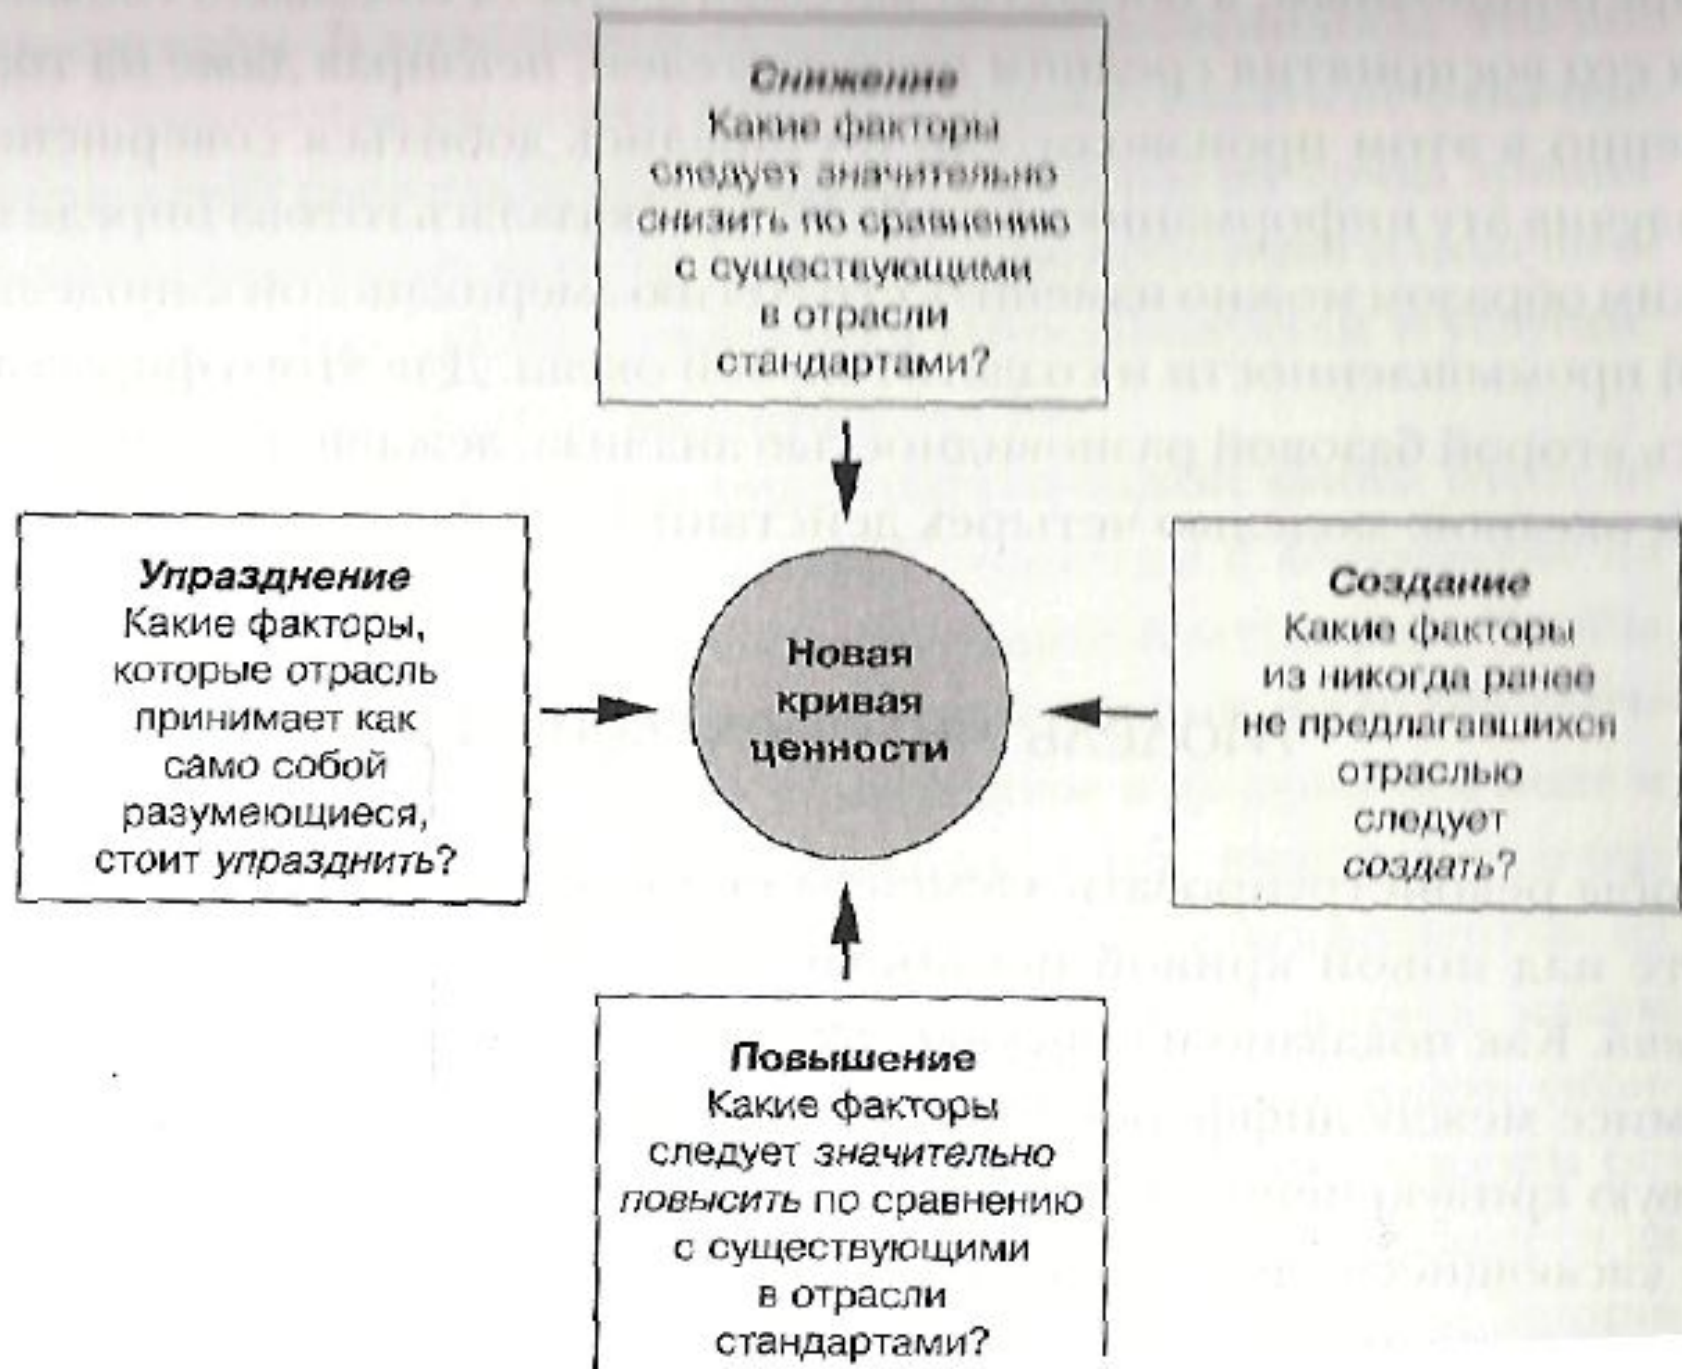 Снижение
Какие факторы
следует значительно
снизить по сравнению
с существующими
в отрасли
стандартами?
Упразднение
Какие факторы,
которые отрасль
принимает как
само собой
разумеющиеся,
стоит упразднить?
Новая
кривая
ценности
Создание
Какие факторы
из никогда ранее
не предлагавшихся
отраслью
следует
создать?
Повышение
Какие факторы
следует значительно
повысить по сравнению
с существующими
в отрасли
стандартами?